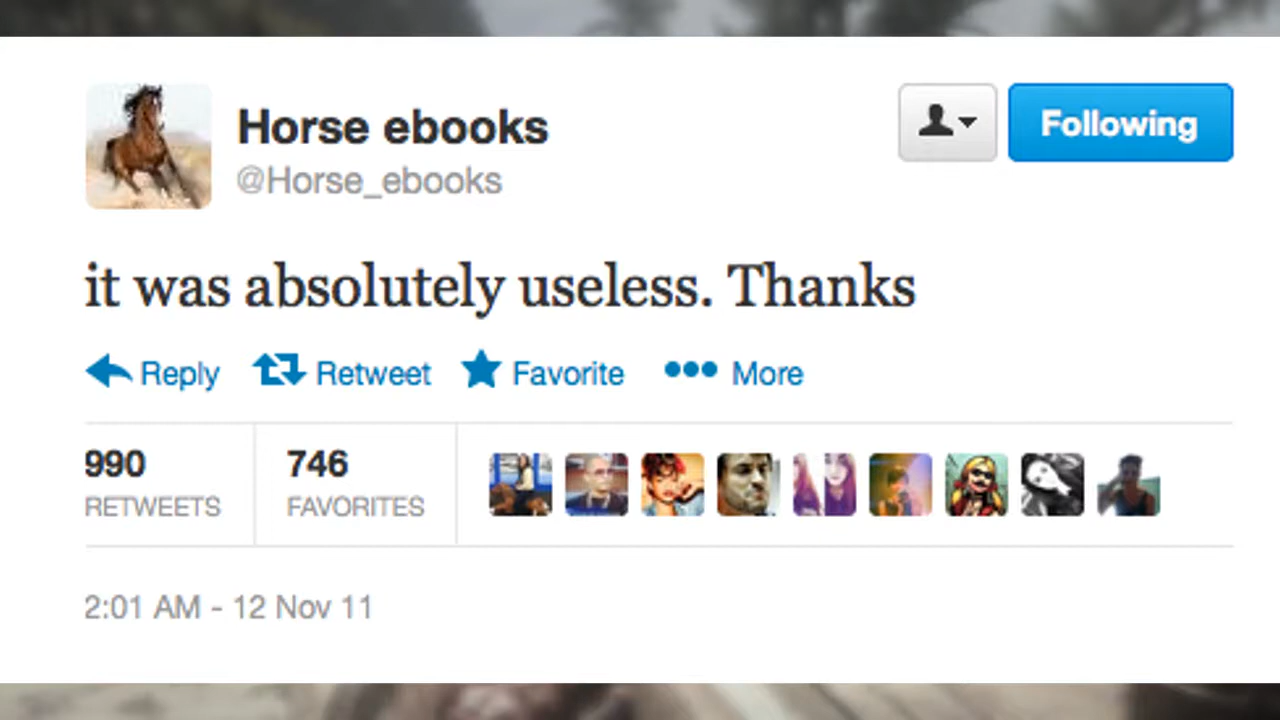 Horse ebooks
@Horse_ebooks
Following
it was absolutely useless. Thanks
Reply Retweet Favorite More
990 746
RETWEETS FAVORITES
2:01 AM - 12 Nov 11